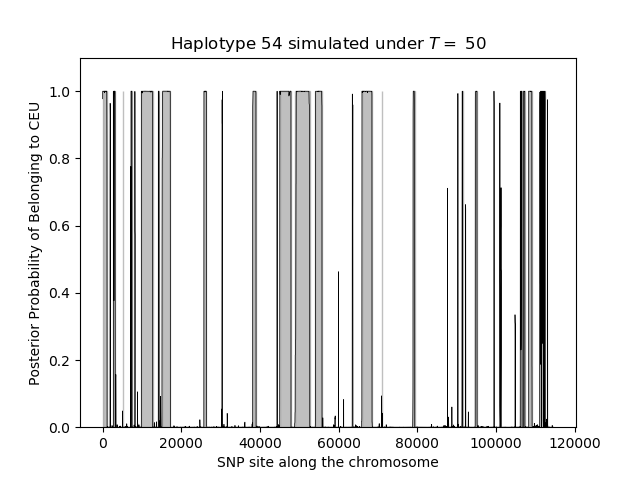 Haplotype 54 simulated under T = 50
Posterior Probability of Belonging to CEU
1.0
0.8
0.6
0.4
0.2
0.0
0 20000 40000 60000 80000 100000 120000
SNP site along the chromosome